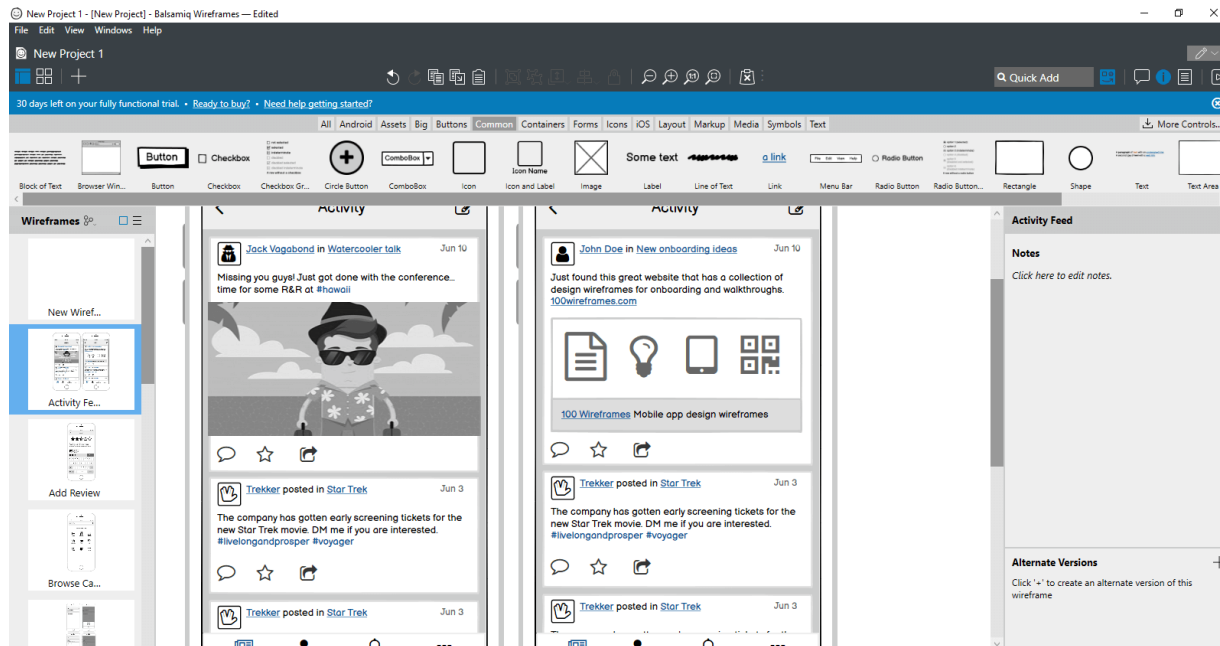 New Project 1 - [New Project] - Balsamiq Wireframes — Edited
File Edit View Windows Help
New Project 1
Quick Add
30 days left on your fully functional trial. • Ready to buy? • Need help getting started?
All Android Assets Big Buttons Common Containers Forms Icons iOS Layout Markup Media Symbols Text
More Controls...
Button
Checkbox
ComboBox
Icon Name
Some text
a link
Radio Button
Block of Text Browser Win... Button Checkbox Checkbox Gr... Circle Button ComboBox Icon Icon and Label Image Label Line of Text Link Menu Bar Radio Button Radio Button... Rectangle Shape Text Text Area
Wireframes
New Wiref...
Activity Fe...
Add Review
Browse Ca...
Activity
Jack Vagabond in Watercooler talk Jun 10
Missing you guys! Just got done with the conference...
time for some R&R at #hawaii
Trekker posted in Star Trek Jun 3
The company has gotten early screening tickets for the
new Star Trek movie. DM me if you are interested.
#livelongandprosper #voyager
Trekker posted in Star Trek Jun 3
Activity
John Doe in New onboarding ideas Jun 10
Just found this great website that has a collection of
design wireframes for onboarding and walkthroughs.
100wireframes.com
100 Wireframes Mobile app design wireframes
Trekker posted in Star Trek Jun 3
The company has gotten early screening tickets for the
new Star Trek movie. DM me if you are interested.
#livelongandprosper #voyager
Trekker posted in Star Trek Jun 3
Activity Feed
Notes
Click here to edit notes.
Alternate Versions
Click '+' to create an alternate version of this
wireframe